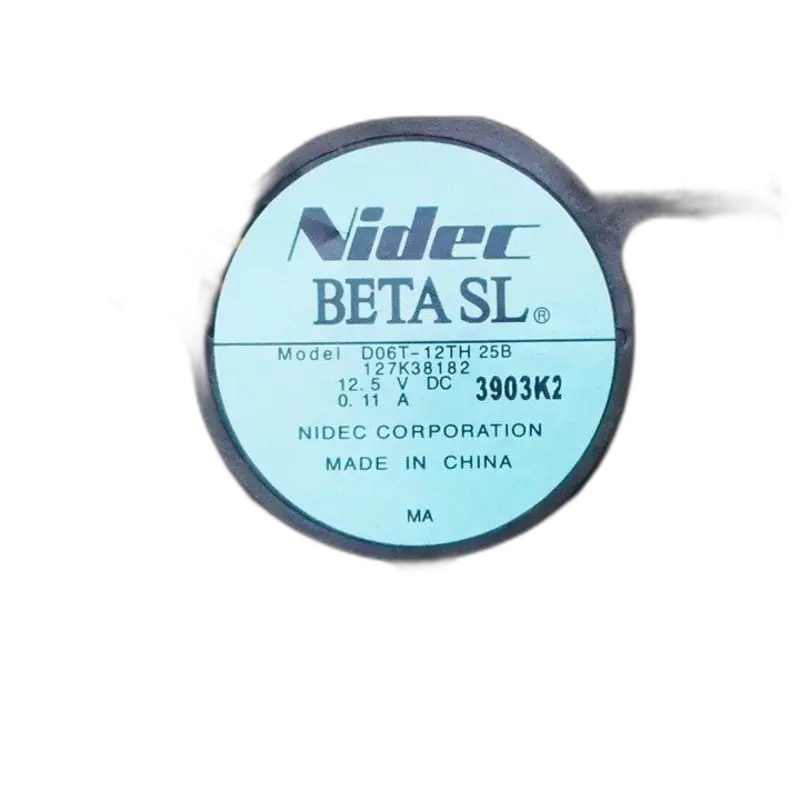 Nidec
BETA SL ®
Model D06T-12TH 25B
127K38182
12.5 V DC
0.11 A
3903K2
NIDEC CORPORATION
MADE IN CHINA
MA